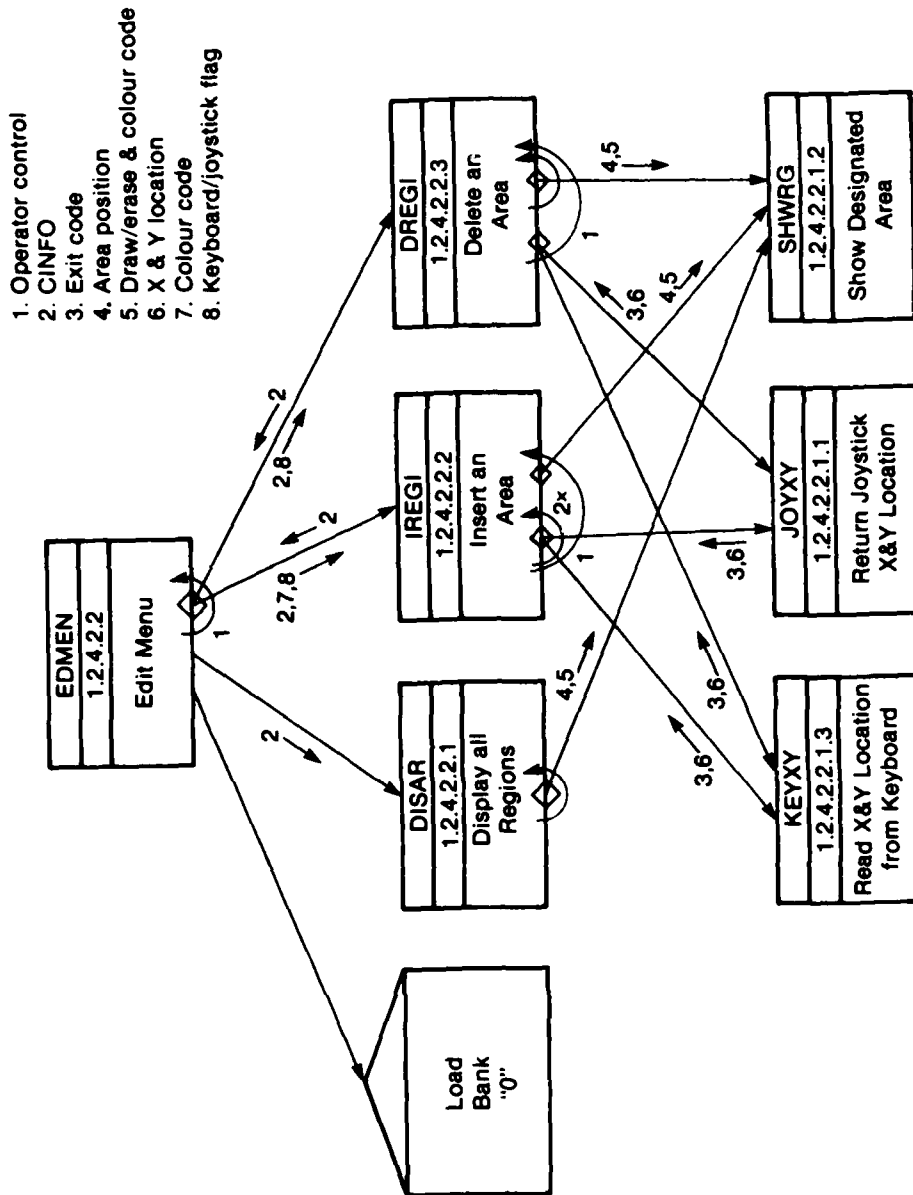 1. Operator control
2. CINFO
3. Exit code
4. Area position
5. Draw/erase & colour code
6. X & Y location
7. Colour code
8. Keyboard/joystick flag
EDMEN
1.2.4.2.2
Edit Menu
1
2
2
2,7,8
2
2,8
Load
Bank
"0"
DISAR
1.2.4.2.2.1
Display all
Regions
IREGI
1.2.4.2.2.2
Insert an
Area
1
2x
DREGI
1.2.4.2.2.3
Delete an
Area
1
4,5
3,6
3,6
3,6
3,6
4,5
4,5
KEYXY
1.2.4.2.2.1.3
Read X&Y Location
from Keyboard
JOYXY
1.2.4.2.2.1.1
Return Joystick
X&Y Location
SHWRG
1.2.4.2.2.1.2
Show Designated
Area